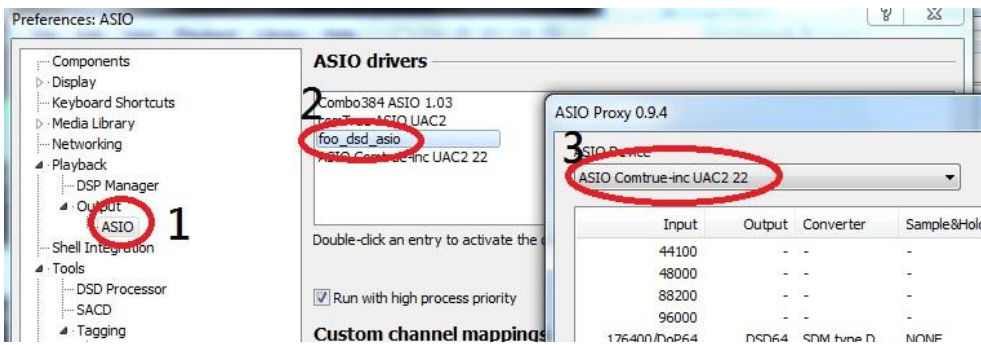 Preferences: ASIO
Components
Display
Keyboard Shortcuts
Media Library
Networking
Playback
DSP Manager
Output
ASIO
1
Shell Integration
Tools
DSD Processor
SACD
Tagging
ASIO drivers
2
Combo384 ASIO 1.03
ComTrue ASIO UAC2
foo_dsd_asio
ASIO Comtrue-inc UAC2 22
Double-click an entry to activate the
Run with high process priority
Custom channel mappings
ASIO Proxy 0.9.4
3
ASIO Device
ASIO Comtrue-inc UAC2 22
Input Output Converter Sample&Hold
44100 - - -
48000 - - -
88200 - - -
96000 - - -
176400/DoP64 DSD64 SDM type D NONE